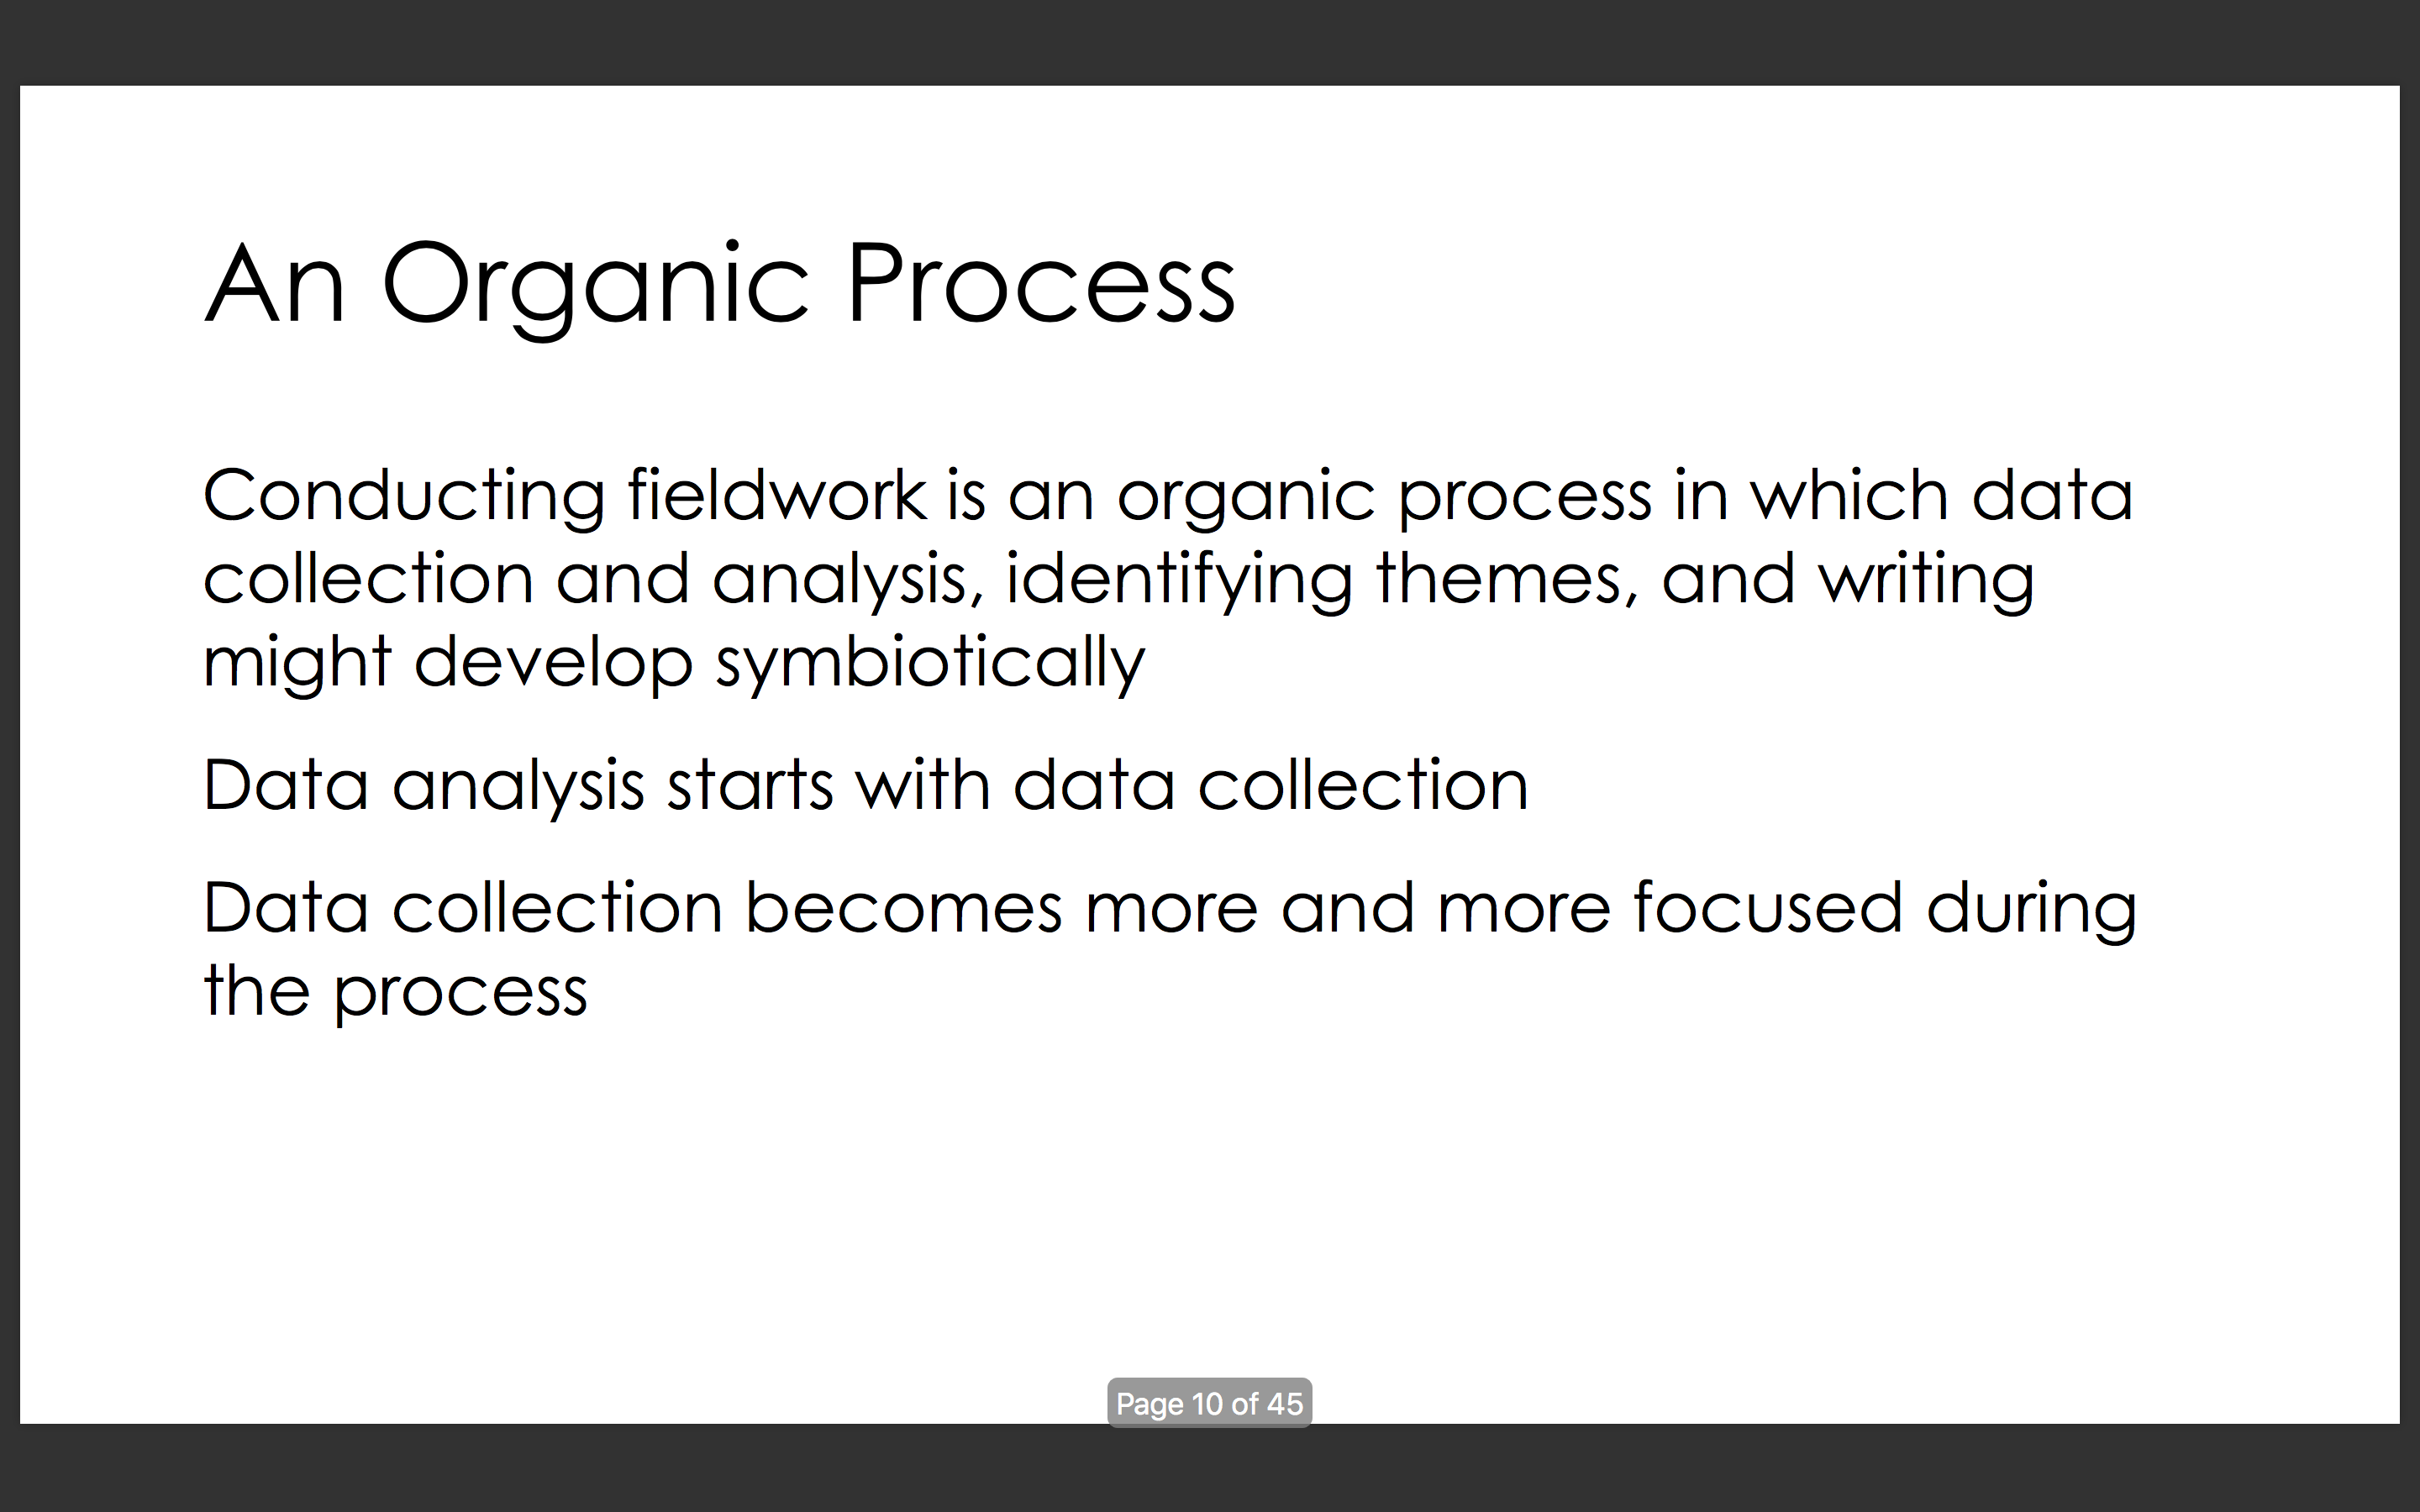 An Organic Process
Conducting fieldwork is an organic process in which data
collection and analysis, identifying themes, and writing
might develop symbiotically
Data analysis starts with data collection
Data collection becomes more and more focused during
the process
Page 10 of 45